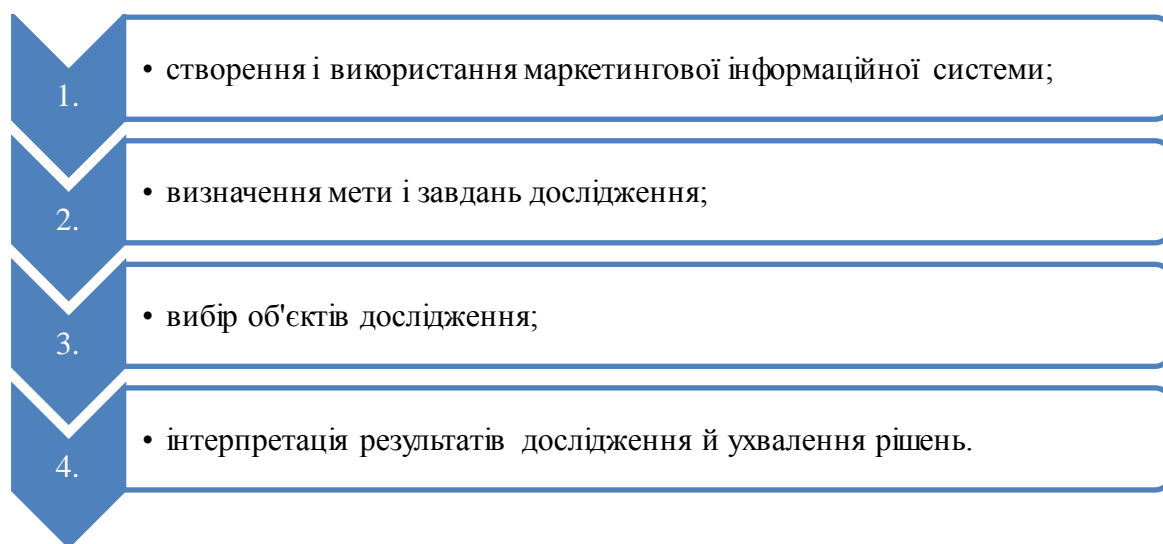 1.
• створення і використання маркетингової інформаційної системи;
2.
• визначення мети і завдань дослідження;
3.
• вибір об'єктів дослідження;
4.
• інтерпретація результатів дослідження й ухвалення рішень.